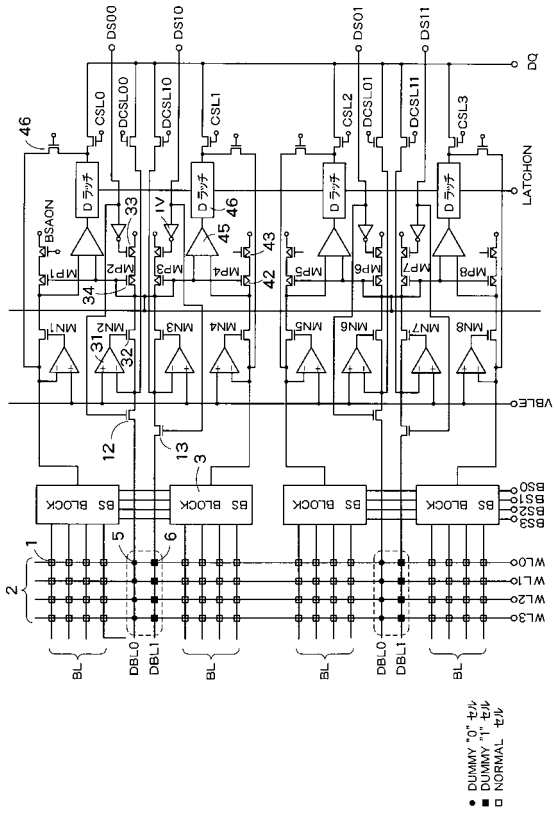 DS00
DS10
DS01
DS11
46
CSL0
DCSL00
DCSL10
CSL1
CSL2
DCSL01
DCSL11
CSL3
DQ
BSAON
Dラッチ
IV
Dラッチ
46
Dラッチ
Dラッチ
LATCHON
33
45
43
MP1
MP2
MP3
MP4
MP5
MP6
MP7
MP8
34
42
MN1
MN2
MN3
MN4
MN5
MN6
MN7
MN8
31
32
VBLE
12
13
3
BS BLOCK
BS BLOCK
BS BLOCK
BS BLOCK
BS0
BS1
BS2
BS3
1
2
5
6
WL0
WL1
WL2
WL3
BL
DBL0
DBL1
BL
BL
DBL0
DBL1
BL
● DUMMY "0" セル
■ DUMMY "1" セル
□ NORMAL セル